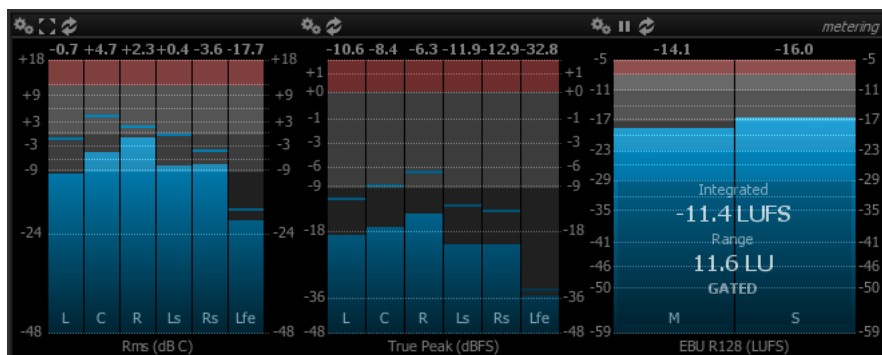 metering
-0.7 +4.7 +2.3 +0.4 -3.6 -17.7
-10.6 -8.4 -6.3 -11.9 -12.9 -32.8
-14.1 -16.0
+18 +18 -5 -5
+1 +1
+9 +9 +0 +0 -11 -11
+3 +3 -1 -1 -17 -17
-3 -3 -3 -3 -23 -23
-9 -9 -6 -6 -29 -29
-9 -9
Integrated
-11.4 LUFS
-35 -35
-24 -24 -18 -18
Range
-41 -41
11.6 LU
-46 -46
GATED
-36 -36 -50 -50
L C R Ls Rs Lfe
L C R Ls Rs Lfe
M S
-48 -48 -48 -48 -59 -59
Rms (dB C)
True Peak (dBFS)
EBU R128 (LUFS)